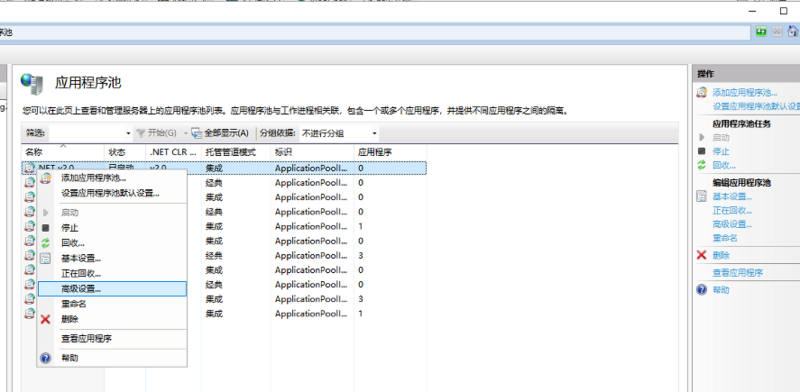 序池
应用程序池
您可以在此页上查看和管理服务器上的应用程序池列表。应用程序池与工作进程相关联，包含一个或多个应用程序，并提供不同应用程序之间的隔离。
筛选: 开始(G) 全部显示(A) 分组依据: 不进行分组
名称 状态 .NET CLR ... 托管管道模式 标识 应用程序
.NET v2.0 已启动 v2.0 集成 ApplicationPoolI... 0
经典 ApplicationPoolI... 0
集成 ApplicationPoolI... 0
经典 ApplicationPoolI... 0
集成 ApplicationPoolI... 1
经典 ApplicationPoolI... 0
经典 ApplicationPoolI... 3
集成 ApplicationPoolI... 0
经典 ApplicationPoolI... 0
集成 ApplicationPoolI... 3
集成 ApplicationPoolI... 1
添加应用程序池...
设置应用程序池默认设置...
启动
停止
回收...
基本设置...
正在回收...
高级设置...
重命名
删除
查看应用程序
帮助
操作
添加应用程序池...
设置应用程序池默认设
应用程序池任务
启动
停止
回收...
编辑应用程序池
基本设置...
正在回收...
高级设置...
重命名
删除
查看应用程序
帮助